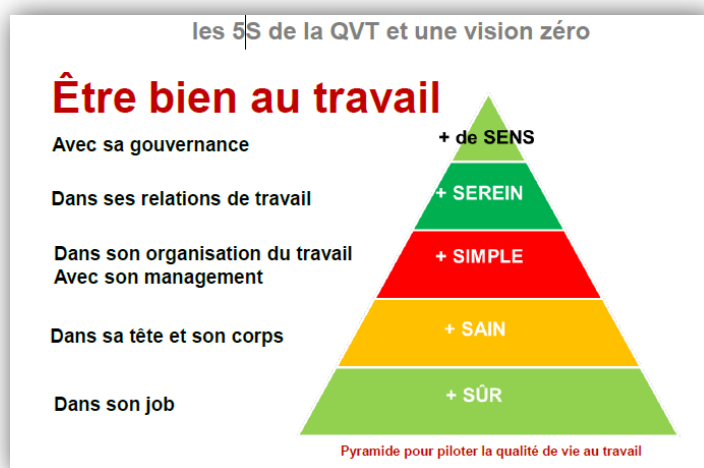 les 5S de la QVT et une vision zéro
Être bien au travail
Avec sa gouvernance
+ de SENS
Dans ses relations de travail
+ SEREIN
Dans son organisation du travail
Avec son management
+ SIMPLE
Dans sa tête et son corps
+ SAIN
Dans son job
+ SÛR
Pyramide pour piloter la qualité de vie au travail